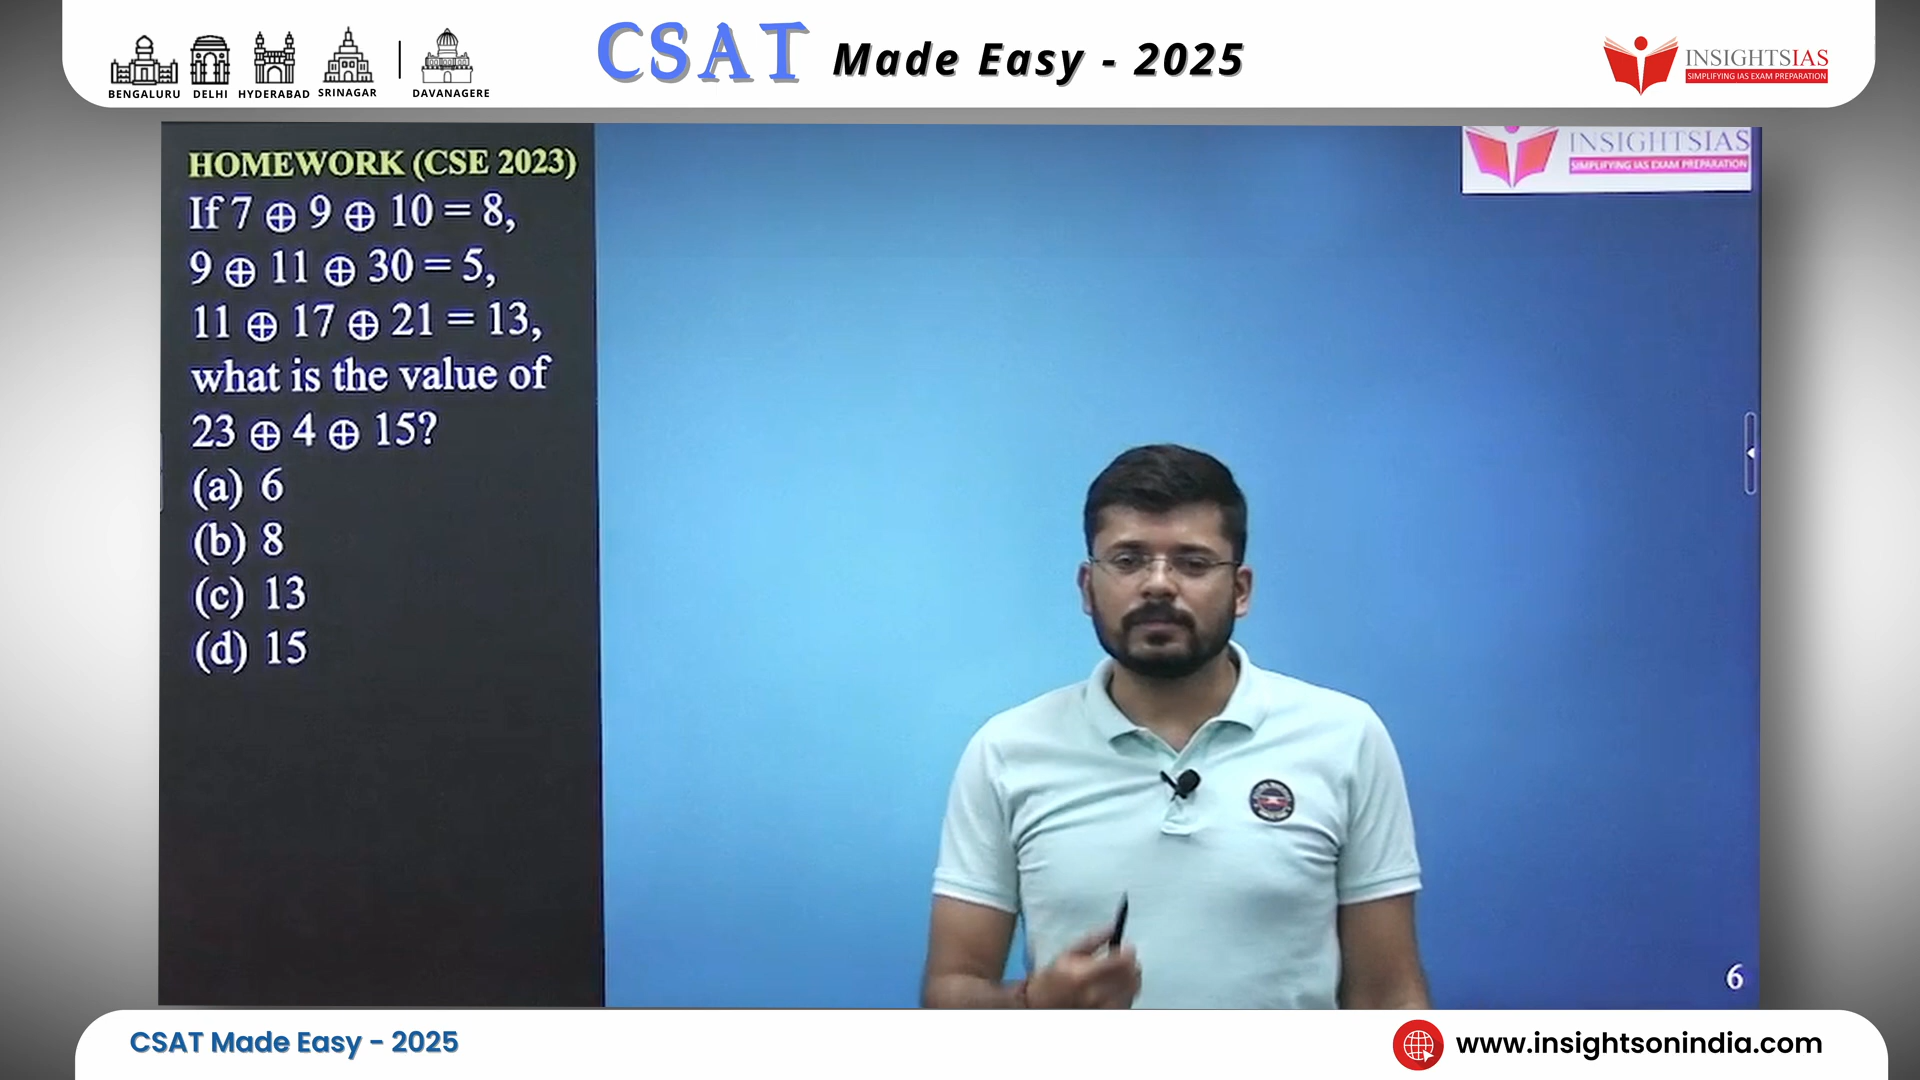 BENGALURU DELHI HYDERABAD SRINAGAR DAVANAGERE
CSAT Made Easy - 2025
INSIGHTSIAS
SIMPLIFYING IAS EXAM PREPARATION
INSIGHTSIAS
SIMPLIFYING IAS EXAM PREPARATION
HOMEWORK (CSE 2023)
If 7 ⊕ 9 ⊕ 10 = 8,
9 ⊕ 11 ⊕ 30 = 5,
11 ⊕ 17 ⊕ 21 = 13,
what is the value of
23 ⊕ 4 ⊕ 15?
(a) 6
(b) 8
(c) 13
(d) 15
6
CSAT Made Easy - 2025
www.insightsonindia.com